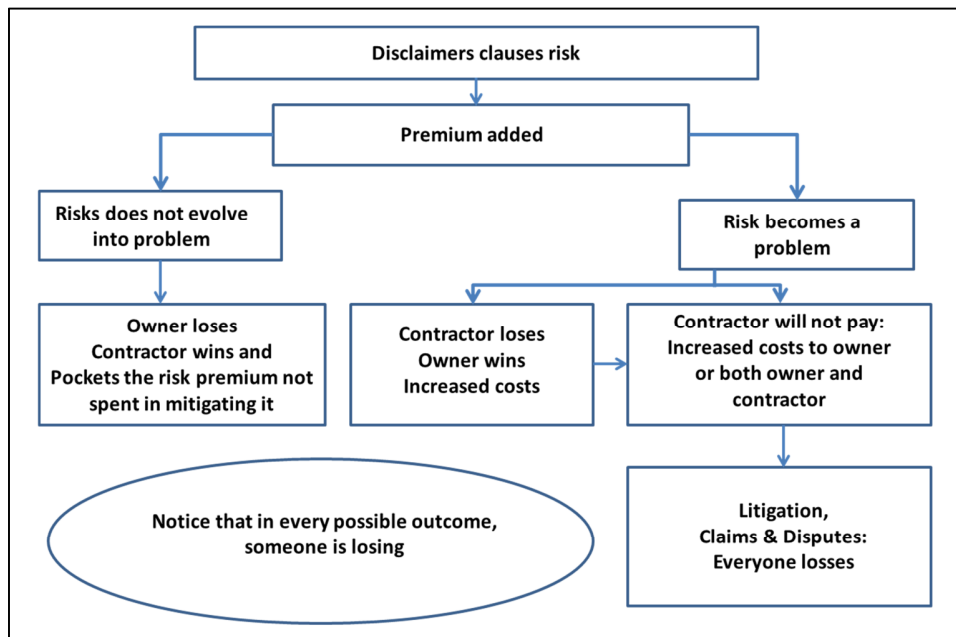 Disclaimers clauses risk
Premium added
Risks does not evolve
into problem
Risk becomes a
problem
Owner loses
Contractor wins and
Pockets the risk premium not
spent in mitigating it
Contractor loses
Owner wins
Increased costs
Contractor will not pay:
Increased costs to owner
or both owner and
contractor
Notice that in every possible outcome,
someone is losing
Litigation,
Claims & Disputes:
Everyone losses